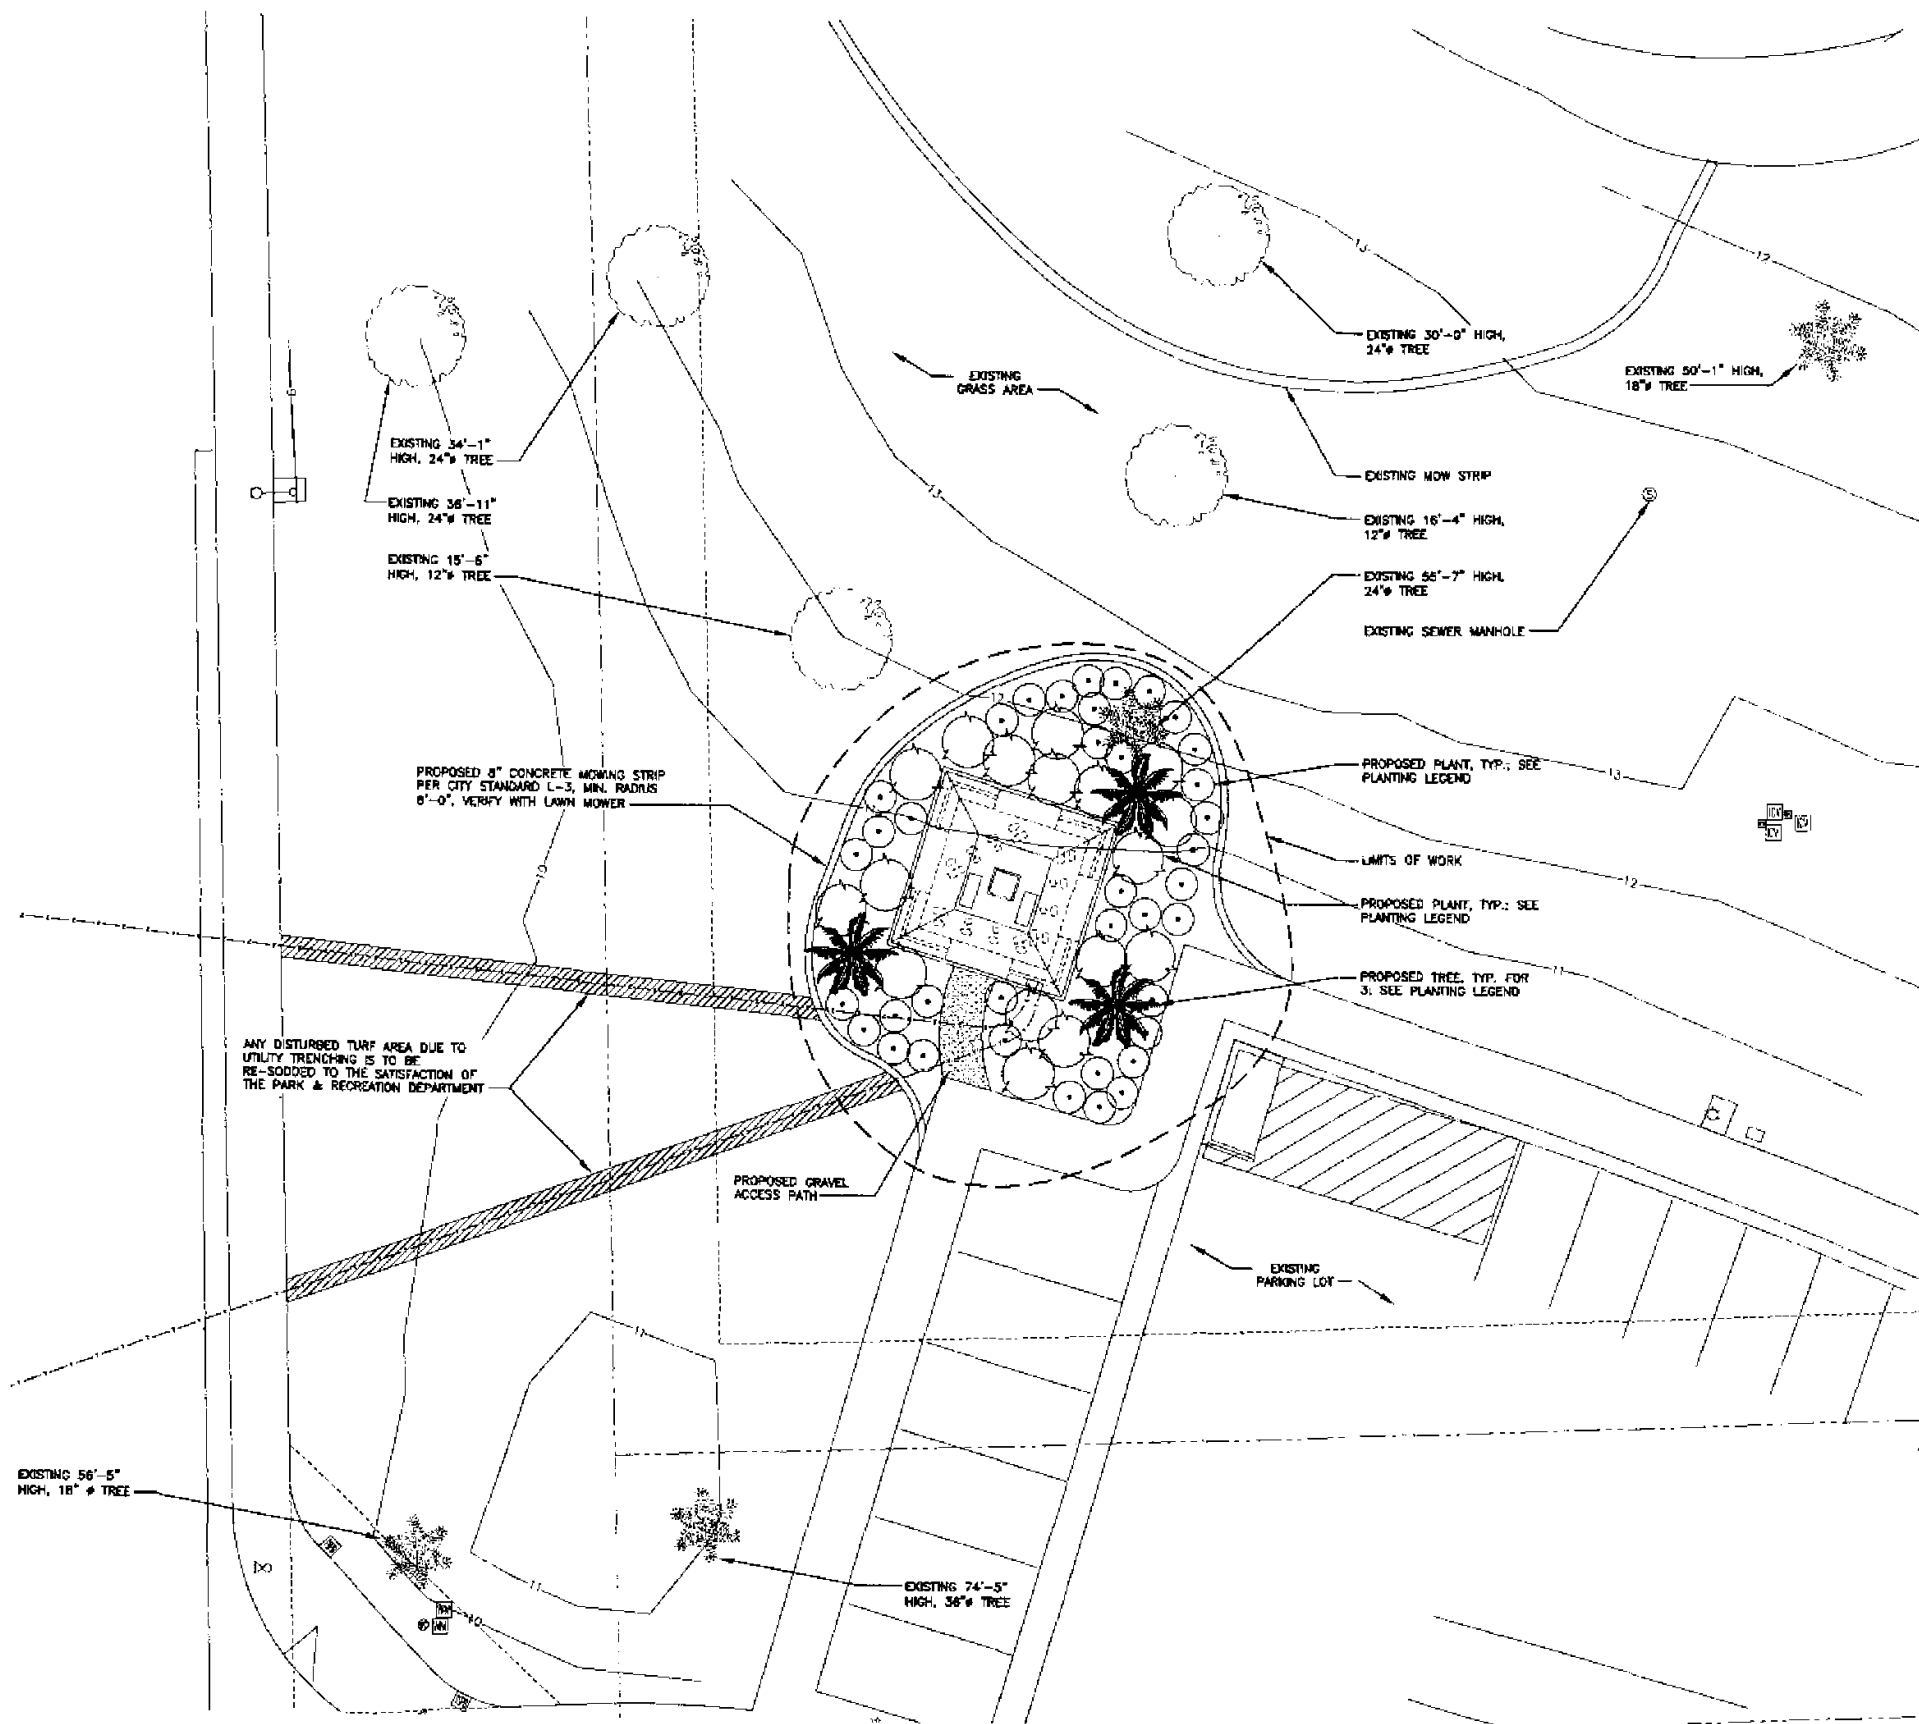 EXISTING 30'-0" HIGH,
24"ø TREE
EXISTING 50'-1" HIGH,
18"ø TREE
EXISTING
GRASS AREA
EXISTING 34'-1"
HIGH, 24"ø TREE
EXISTING 36'-11"
HIGH, 24"ø TREE
EXISTING 15'-6"
HIGH, 12"ø TREE
EXISTING MOW STRIP
EXISTING 16'-4" HIGH,
12"ø TREE
EXISTING 55'-7" HIGH,
24"ø TREE
EXISTING SEWER MANHOLE
13
12
13
12
PROPOSED 8" CONCRETE MOWING STRIP
PER CITY STANDARD L-3, MIN. RADIUS
6'-0", VERIFY WITH LAWN MOWER
PROPOSED PLANT, TYP.; SEE
PLANTING LEGEND
13
LIMITS OF WORK
12
10
PROPOSED PLANT, TYP.; SEE
PLANTING LEGEND
11
PROPOSED TREE, TYP. FOR
3; SEE PLANTING LEGEND
ANY DISTURBED TURF AREA DUE TO
UTILITY TRENCHING IS TO BE
RE-SODDED TO THE SATISFACTION OF
THE PARK & RECREATION DEPARTMENT
PROPOSED GRAVEL
ACCESS PATH
EXISTING
PARKING LOT
11
EXISTING 56'-5"
HIGH, 18" ø TREE
EXISTING 74'-5"
HIGH, 36"ø TREE
11
10